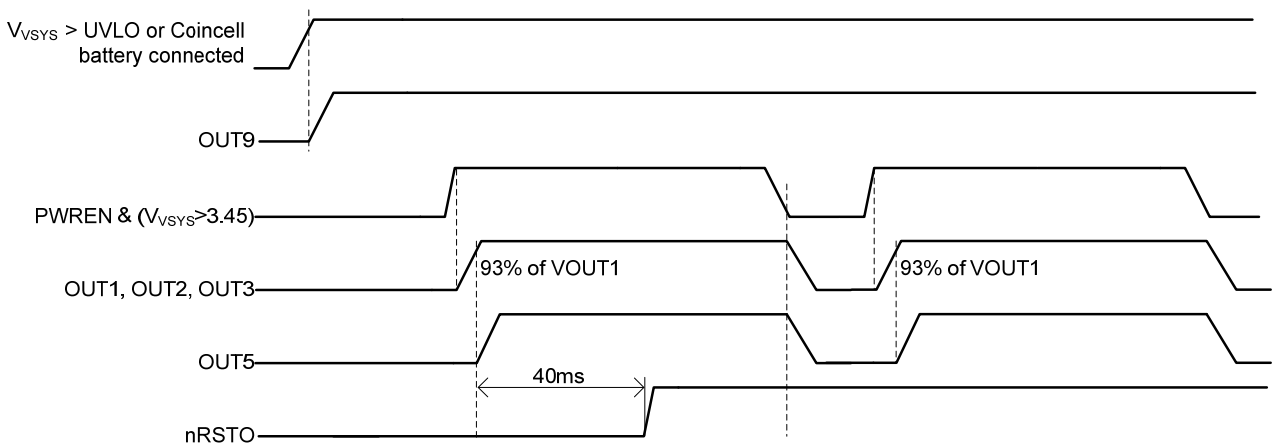 VVSYS > UVLO or Coincell
battery connected
OUT9
PWREN & (VVSYS>3.45)
93% of VOUT1
93% of VOUT1
OUT1, OUT2, OUT3
OUT5
40ms
nRSTO